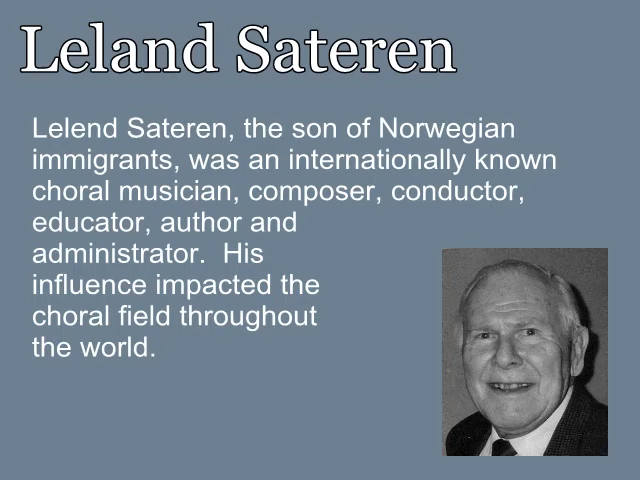 Leland Sateren
Lelend Sateren, the son of Norwegian
immigrants, was an internationally known
choral musician, composer, conductor,
educator, author and
administrator.  His
influence impacted the
choral field throughout
the world.